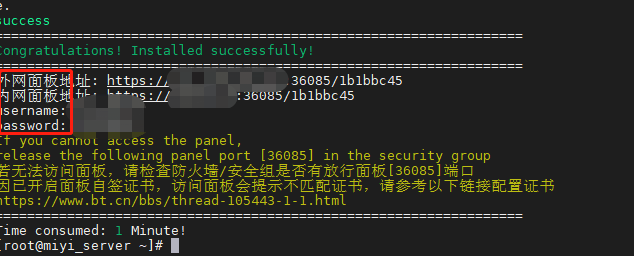 e.
success
==================================================================
Congratulations! Installed successfully!
==================================================================
外网面板地址: https:// :36085/1b1bbc45
内网面板地址: https:// :36085/1b1bbc45
username:
password:
If you cannot access the panel,
release the following panel port [36085] in the security group
若无法访问面板，请检查防火墙/安全组是否有放行面板[36085]端口
因已开启面板自签证书，访问面板会提示不匹配证书，请参考以下链接配置证书
https://www.bt.cn/bbs/thread-105443-1-1.html
==================================================================
Time consumed: 1 Minute!
[root@miyi_server ~]#